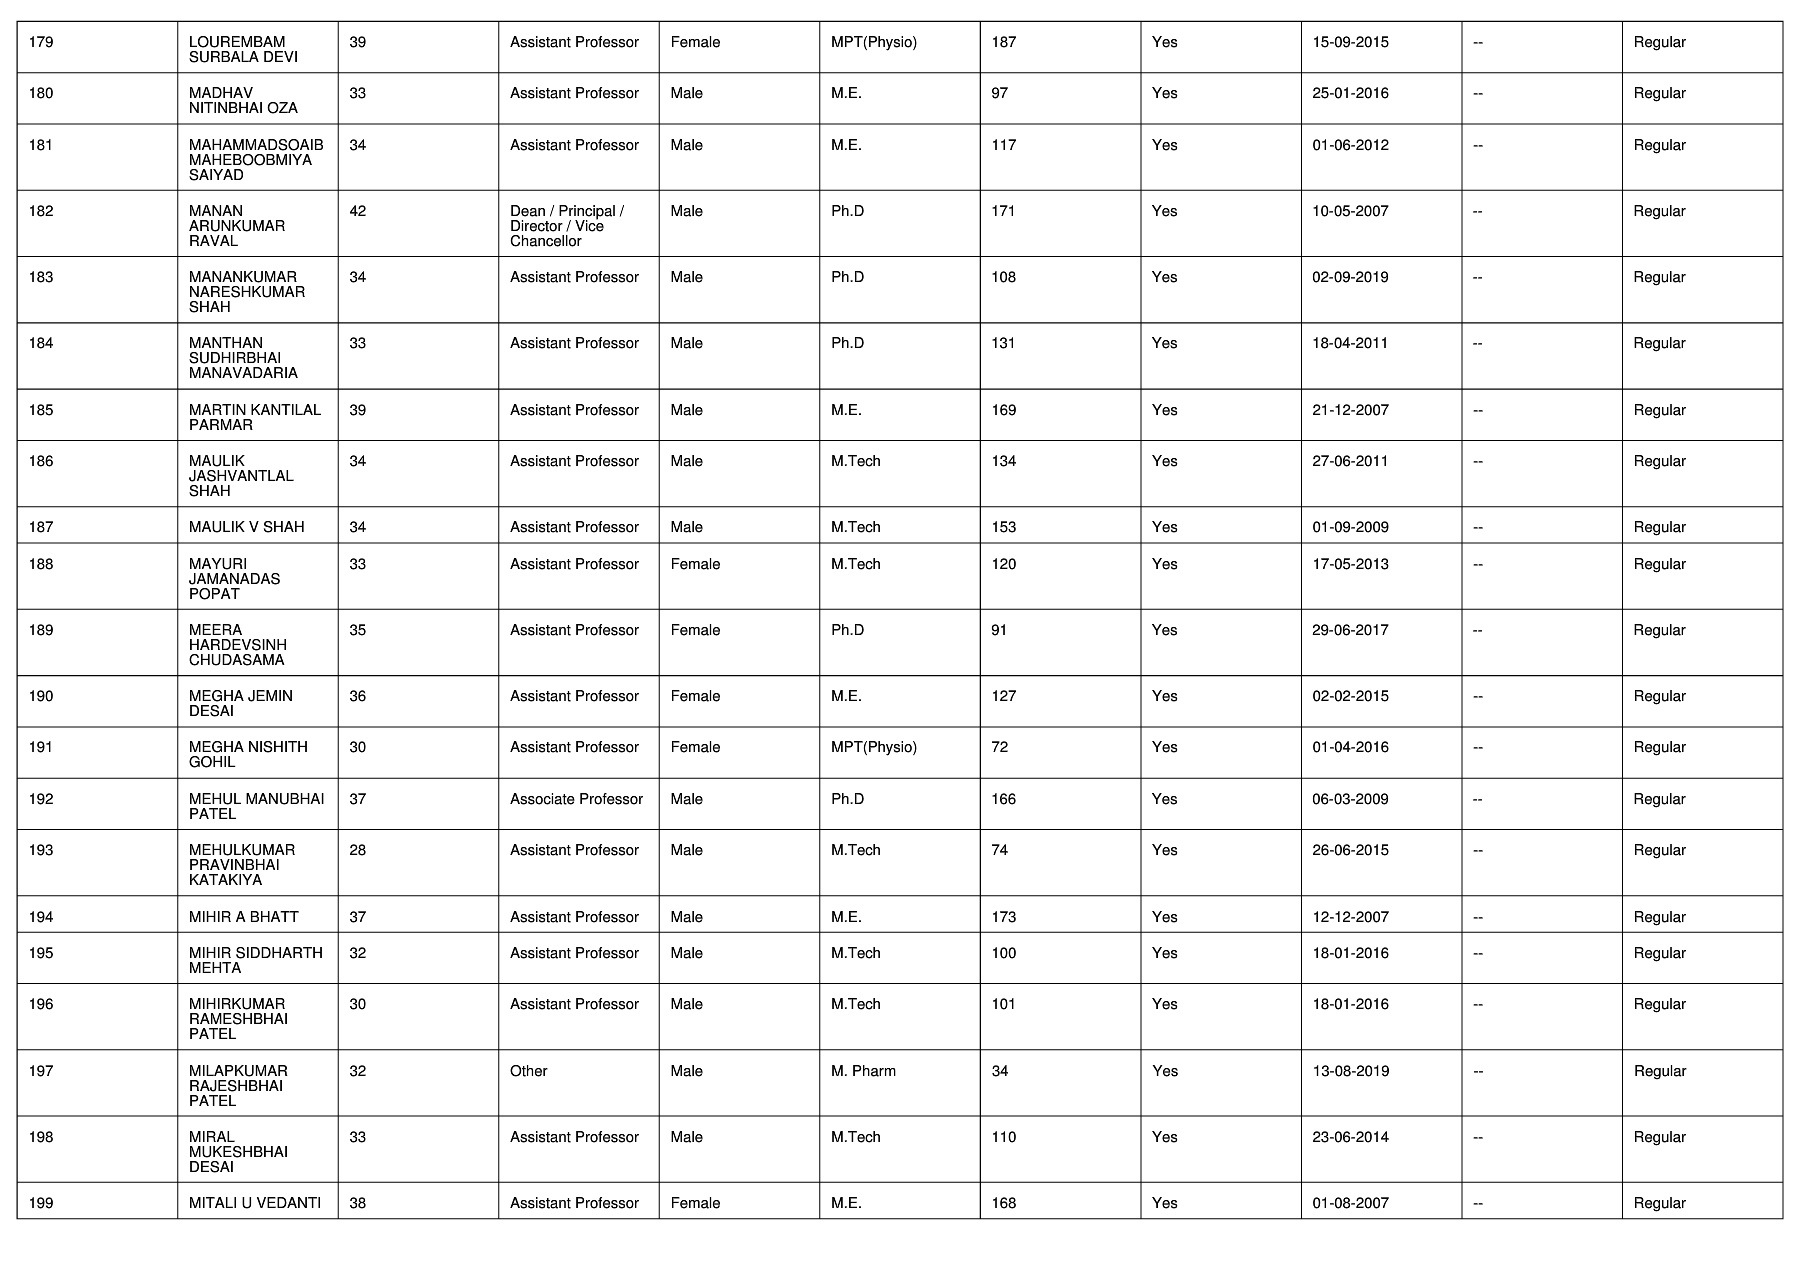 179 LOUREMBAM 39 Assistant Professor Female MPT(Physio) 187 Yes 15-09-2015 -- Regular
SURBALA DEVI
180 MADHAV 33 Assistant Professor Male M.E. 97 Yes 25-01-2016 -- Regular
NITINBHAI OZA
181 MAHAMMADSOAIB 34 Assistant Professor Male M.E. 117 Yes 01-06-2012 -- Regular
MAHEBOOBMIYA
SAIYAD
182 MANAN 42 Dean / Principal / Male Ph.D 171 Yes 10-05-2007 -- Regular
ARUNKUMAR Director / Vice
RAVAL Chancellor
183 MANANKUMAR 34 Assistant Professor Male Ph.D 108 Yes 02-09-2019 -- Regular
NARESHKUMAR
SHAH
184 MANTHAN 33 Assistant Professor Male Ph.D 131 Yes 18-04-2011 -- Regular
SUDHIRBHAI
MANAVADARIA
185 MARTIN KANTILAL 39 Assistant Professor Male M.E. 169 Yes 21-12-2007 -- Regular
PARMAR
186 MAULIK 34 Assistant Professor Male M.Tech 134 Yes 27-06-2011 -- Regular
JASHVANTLAL
SHAH
187 MAULIK V SHAH 34 Assistant Professor Male M.Tech 153 Yes 01-09-2009 -- Regular
188 MAYURI 33 Assistant Professor Female M.Tech 120 Yes 17-05-2013 -- Regular
JAMANADAS
POPAT
189 MEERA 35 Assistant Professor Female Ph.D 91 Yes 29-06-2017 -- Regular
HARDEVSINH
CHUDASAMA
190 MEGHA JEMIN 36 Assistant Professor Female M.E. 127 Yes 02-02-2015 -- Regular
DESAI
191 MEGHA NISHITH 30 Assistant Professor Female MPT(Physio) 72 Yes 01-04-2016 -- Regular
GOHIL
192 MEHUL MANUBHAI 37 Associate Professor Male Ph.D 166 Yes 06-03-2009 -- Regular
PATEL
193 MEHULKUMAR 28 Assistant Professor Male M.Tech 74 Yes 26-06-2015 -- Regular
PRAVINBHAI
KATAKIYA
194 MIHIR A BHATT 37 Assistant Professor Male M.E. 173 Yes 12-12-2007 -- Regular
195 MIHIR SIDDHARTH 32 Assistant Professor Male M.Tech 100 Yes 18-01-2016 -- Regular
MEHTA
196 MIHIRKUMAR 30 Assistant Professor Male M.Tech 101 Yes 18-01-2016 -- Regular
RAMESHBHAI
PATEL
197 MILAPKUMAR 32 Other Male M. Pharm 34 Yes 13-08-2019 -- Regular
RAJESHBHAI
PATEL
198 MIRAL 33 Assistant Professor Male M.Tech 110 Yes 23-06-2014 -- Regular
MUKESHBHAI
DESAI
199 MITALI U VEDANTI 38 Assistant Professor Female M.E. 168 Yes 01-08-2007 -- Regular